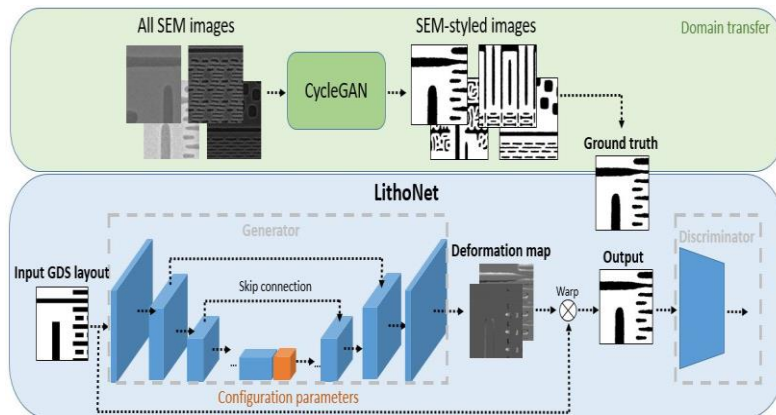 All SEM images
SEM-styled images
Domain transfer
CycleGAN
Ground truth
LithoNet
Generator
Discriminator
Input GDS layout
Skip connection
Deformation map
Warp
Output
...
...
Configuration parameters